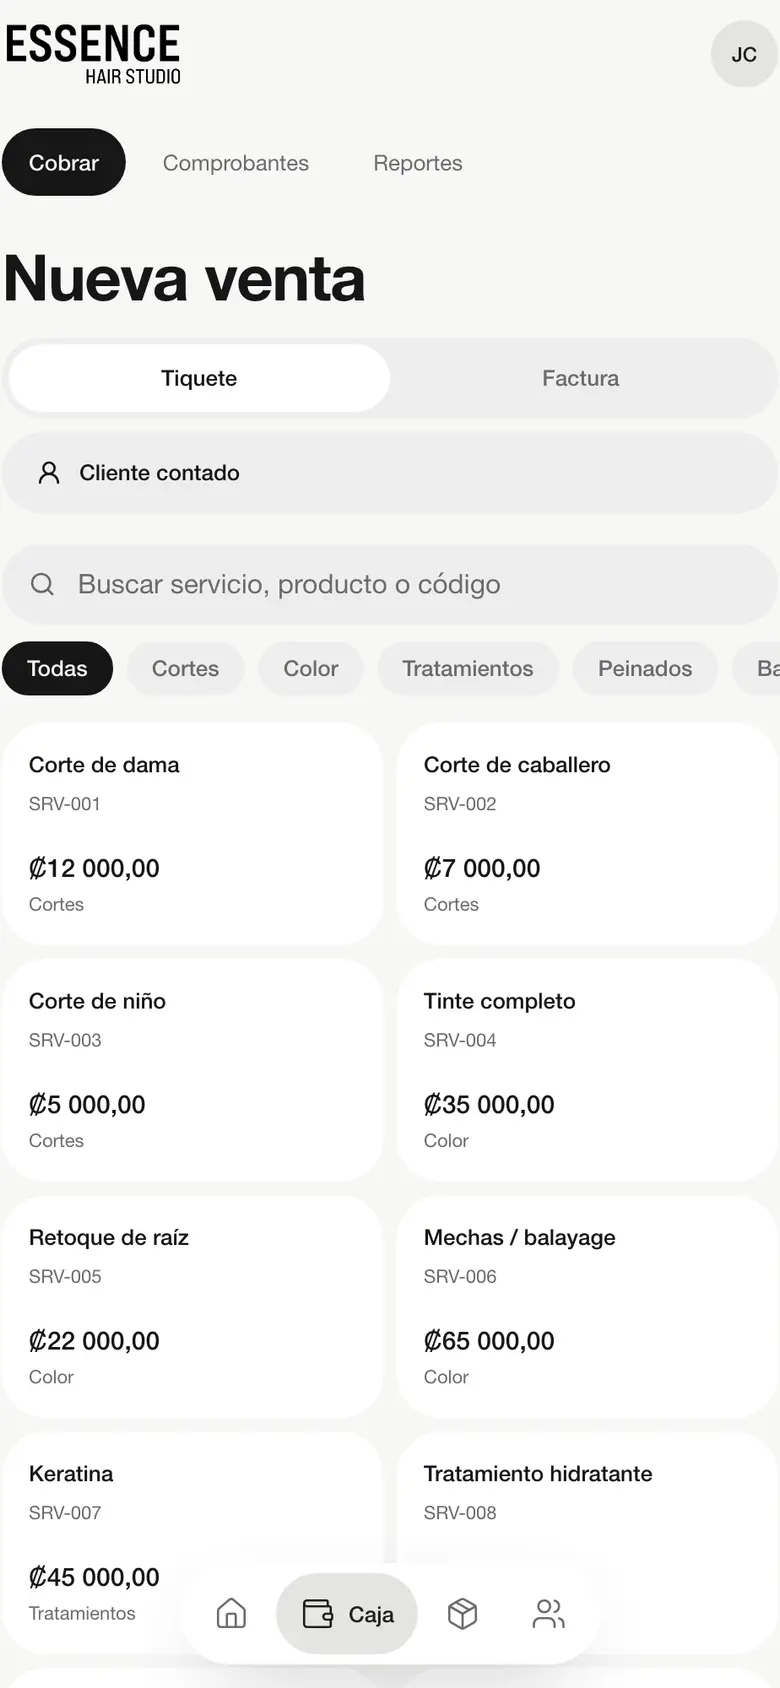 ESSENCE
HAIR STUDIO
JC
Cobrar Comprobantes Reportes
Nueva venta
Tiquete Factura
Cliente contado
Buscar servicio, producto o código
Todas Cortes Color Tratamientos Peinados Ba
Corte de dama
SRV-001
₡12 000,00
Cortes
Corte de caballero
SRV-002
₡7 000,00
Cortes
Corte de niño
SRV-003
₡5 000,00
Cortes
Tinte completo
SRV-004
₡35 000,00
Color
Retoque de raíz
SRV-005
₡22 000,00
Color
Mechas / balayage
SRV-006
₡65 000,00
Color
Keratina
SRV-007
₡45 000,00
Tratamientos
Tratamiento hidratante
SRV-008
Caja